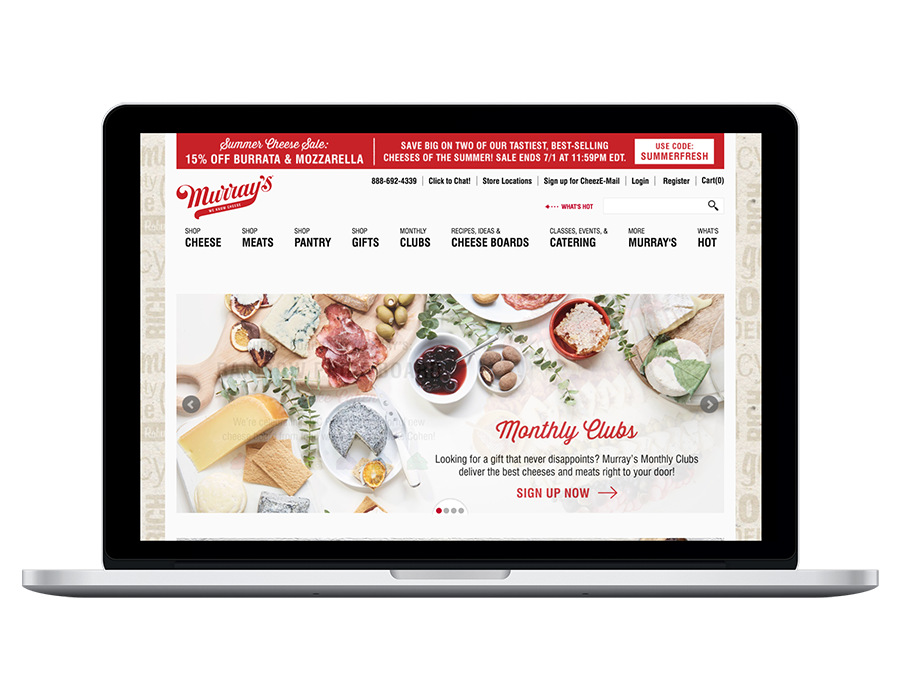 Summer Cheese Sale:
15% OFF BURRATA & MOZZARELLA
SAVE BIG ON TWO OF OUR TASTIEST, BEST-SELLING
CHEESES OF THE SUMMER! SALE ENDS 7/1 AT 11:59PM EDT.
USE CODE:
SUMMERFRESH
888-692-4339 Click to Chat! Store Locations Sign up for CheezE-Mail Login Register Cart(0)
Murray's
WE KNOW CHEESE
WHAT'S HOT
SHOP
CHEESE
SHOP
MEATS
SHOP
PANTRY
SHOP
GIFTS
MONTHLY
CLUBS
RECIPES, IDEAS &
CHEESE BOARDS
CLASSES, EVENTS, &
CATERING
MORE
MURRAY'S
WHAT'S
HOT
Monthly Clubs
Looking for a gift that never disappoints? Murray's Monthly Clubs
deliver the best cheeses and meats right to your door!
SIGN UP NOW